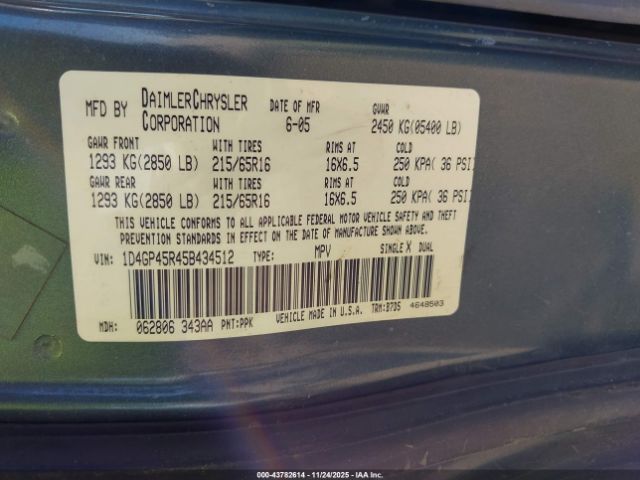 MFD BY DAIMLERCHRYSLER CORPORATION DATE OF MFR 6-05 GVWR 2450 KG(05400 LB)
GAWR FRONT WITH TIRES RIMS AT COLD
1293 KG(2850 LB) 215/65R16 16X6.5 250 KPA( 36 PSI)
GAWR REAR WITH TIRES RIMS AT COLD
1293 KG(2850 LB) 215/65R16 16X6.5 250 KPA( 36 PSI
THIS VEHICLE CONFORMS TO ALL APPLICABLE FEDERAL MOTOR VEHICLE SAFETY AND THEFT
PREVENTION STANDARDS IN EFFECT ON THE DATE OF MANUFACTURE SHOWN ABOVE.
VIN: 1D4GP45R45B434512 TYPE: MPV SINGLE X DUAL
MDH: 062806 343AA PNT:PPK VEHICLE MADE IN U.S.A. TRM:B7D5 4648503
000-43782614 - 11/24/2025 - IAA Inc.